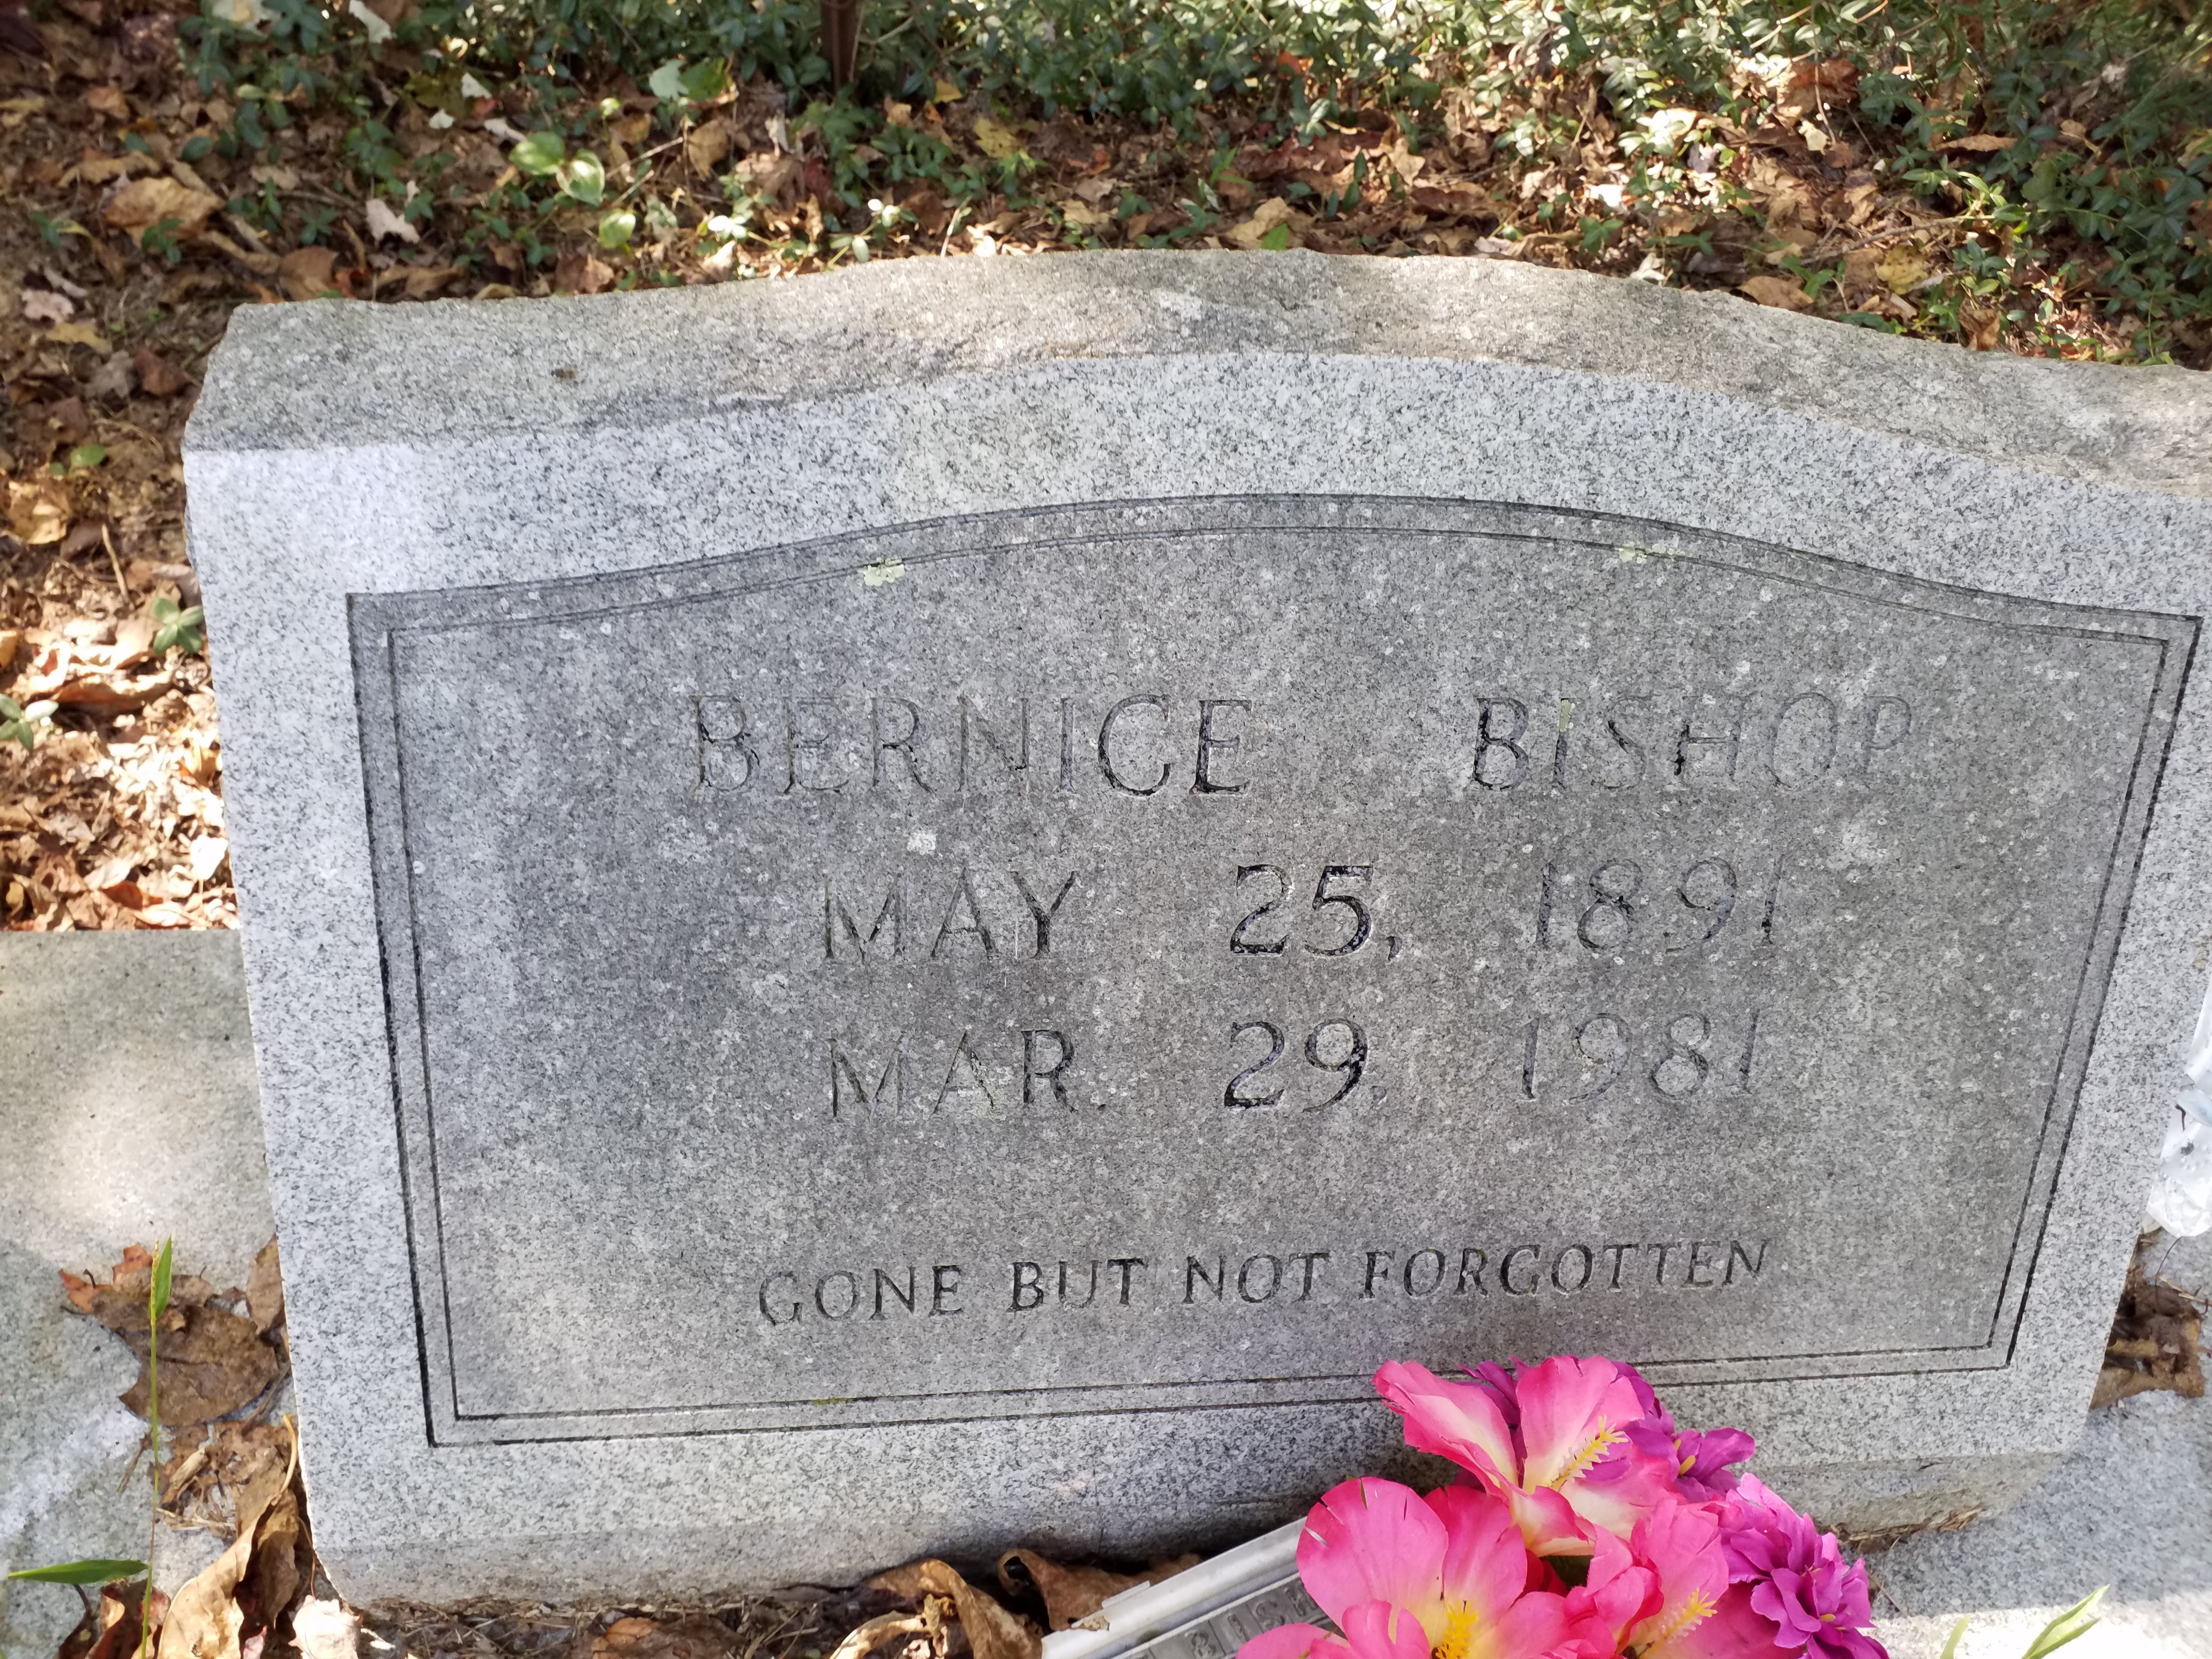 BERNICE BISHOP
MAY 25, 1891
MAR. 29, 1981
GONE BUT NOT FORGOTTEN